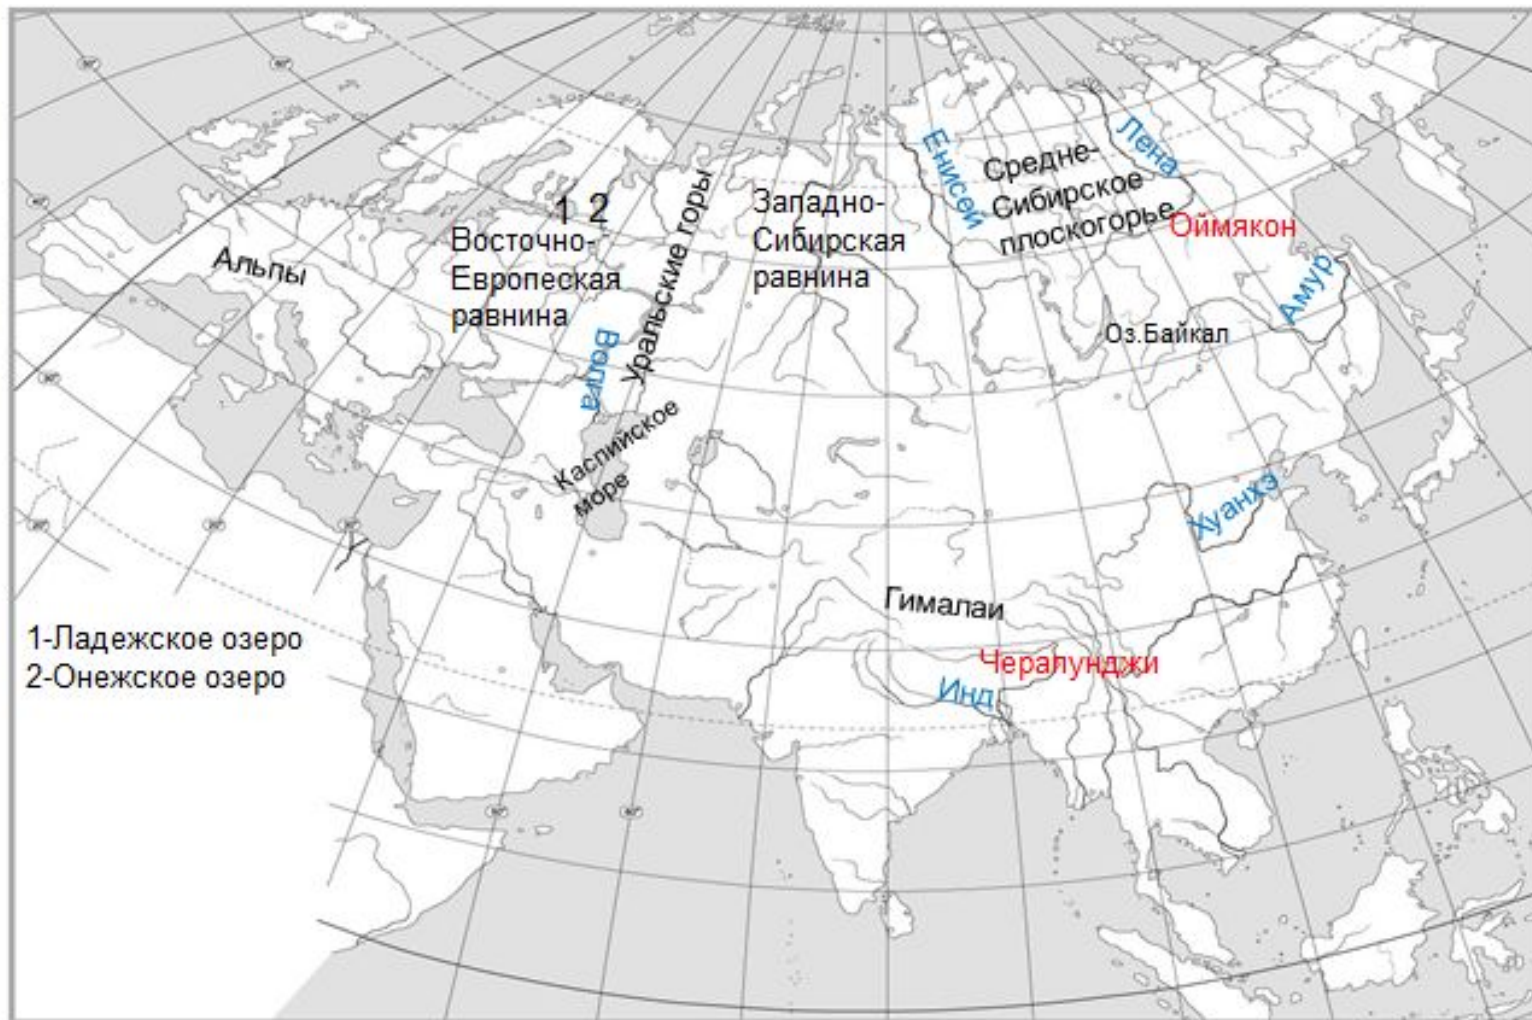 Енисей
Лена
Средне-
Сибирское
плоскогорье
Оймякон
1 2
Западно-
Сибирская
равнина
Восточно-
Европеская
равнина
Альпы
Уральские горы
Волга
Амур
Оз.Байкал
Каспийское
море
Хуанхэ
Гималаи
Черапунджи
Инд
1-Ладежское озеро
2-Онежское озеро